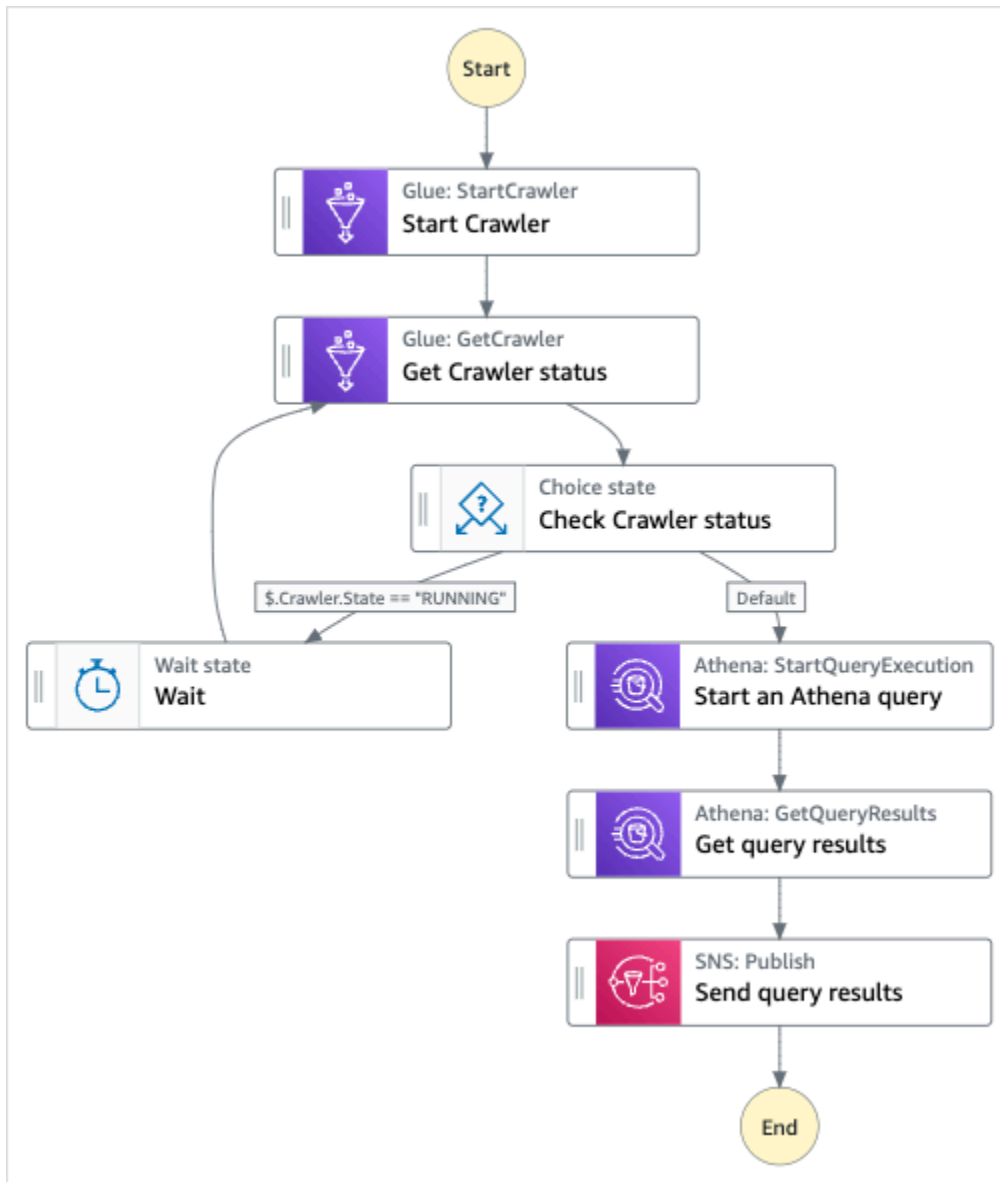 Start
Glue: StartCrawler
Start Crawler
Glue: GetCrawler
Get Crawler status
Choice state
Check Crawler status
$.Crawler.State == "RUNNING"
Default
Wait state
Wait
Athena: StartQueryExecution
Start an Athena query
Athena: GetQueryResults
Get query results
SNS: Publish
Send query results
End